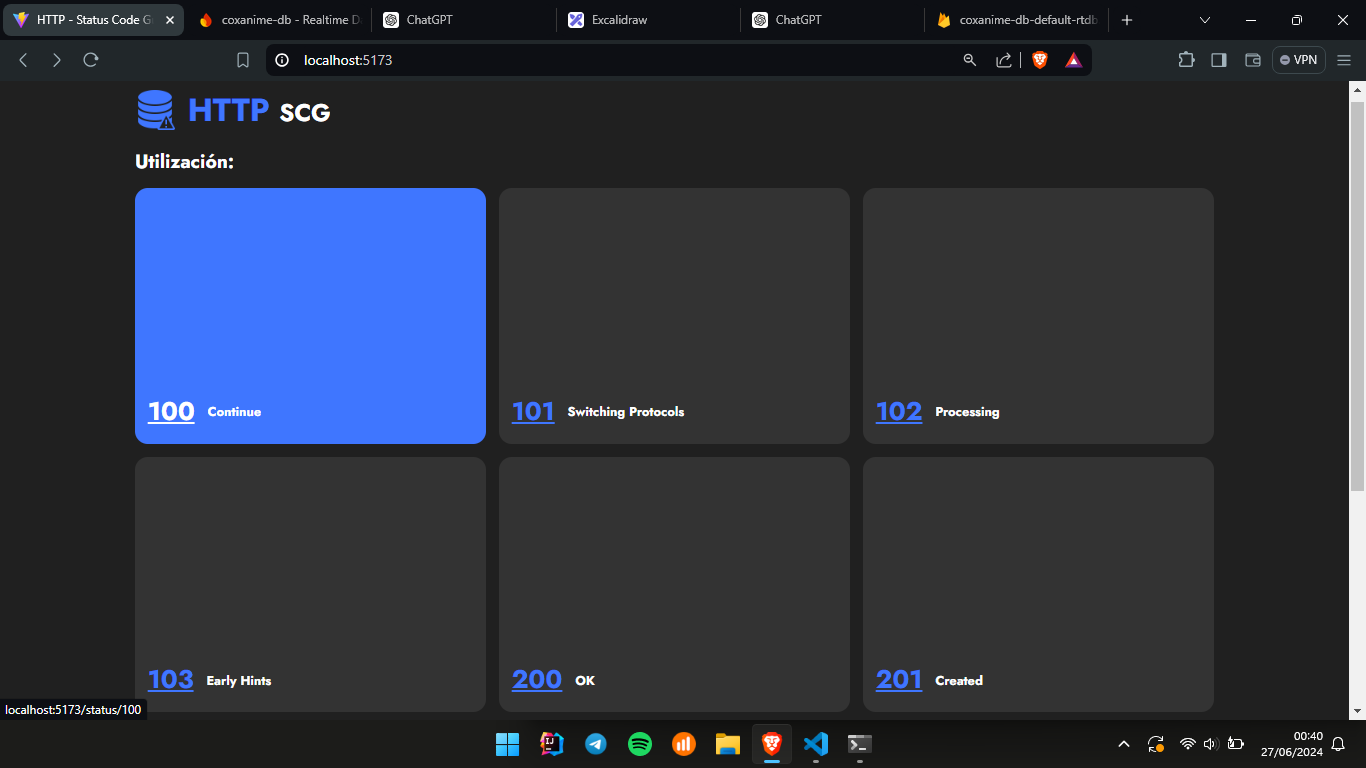 HTTP - Status Code G
coxanime-db - Realtime D
ChatGPT
Excalidraw
ChatGPT
coxanime-db-default-rtdb
localhost:5173
VPN
HTTP SCG
Utilización:
100 Continue
101 Switching Protocols
102 Processing
103 Early Hints
200 OK
201 Created
localhost:5173/status/100
00:40
27/06/2024